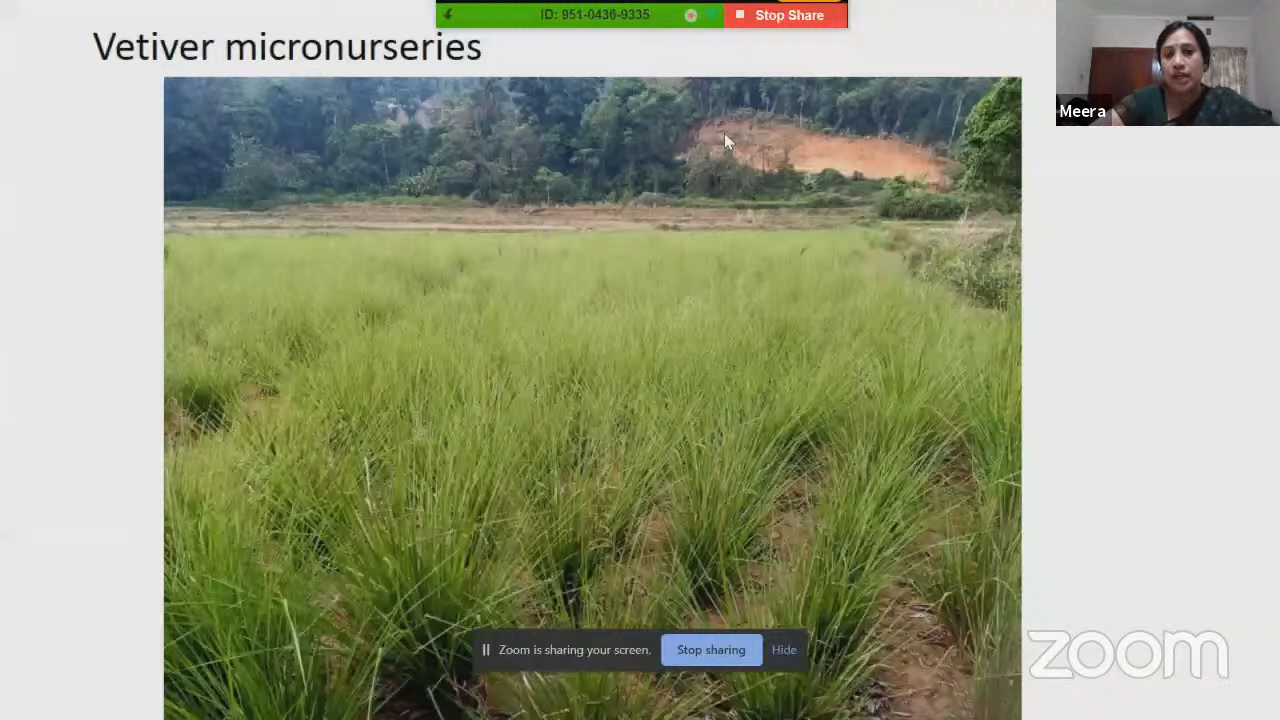 ID: 951-0436-9335
Stop Share
Vetiver micronurseries
Meera
Zoom is sharing your screen.
Stop sharing
Hide
zoom